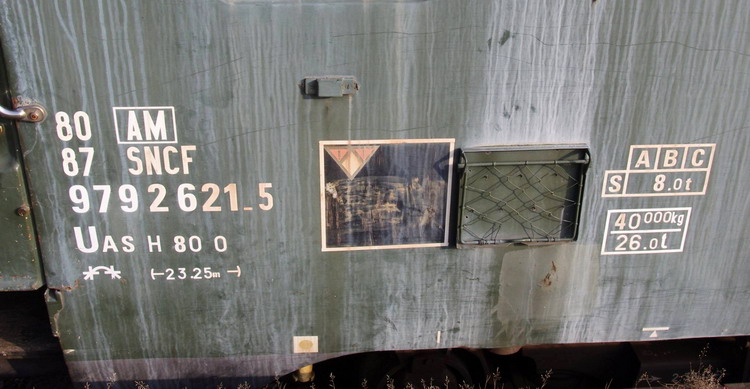 80 AM
87 SNCF
979 2 621-5
UAS H 80 0
23.25m
A B C
S 8.0t
40 000kg
26.0t